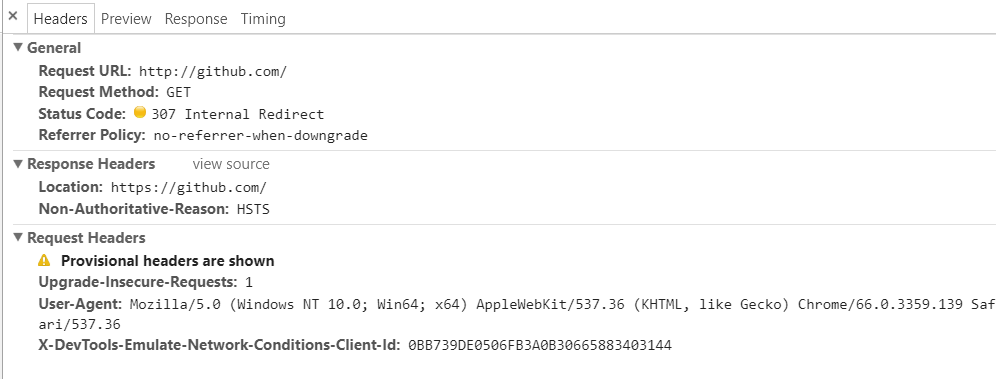 × Headers Preview Response Timing
▼ General
Request URL: http://github.com/
Request Method: GET
Status Code: 307 Internal Redirect
Referrer Policy: no-referrer-when-downgrade
▼ Response Headers view source
Location: https://github.com/
Non-Authoritative-Reason: HSTS
▼ Request Headers
Provisional headers are shown
Upgrade-Insecure-Requests: 1
User-Agent: Mozilla/5.0 (Windows NT 10.0; Win64; x64) AppleWebKit/537.36 (KHTML, like Gecko) Chrome/66.0.3359.139 Saf
ari/537.36
X-DevTools-Emulate-Network-Conditions-Client-Id: 0BB739DE0506FB3A0B30665883403144